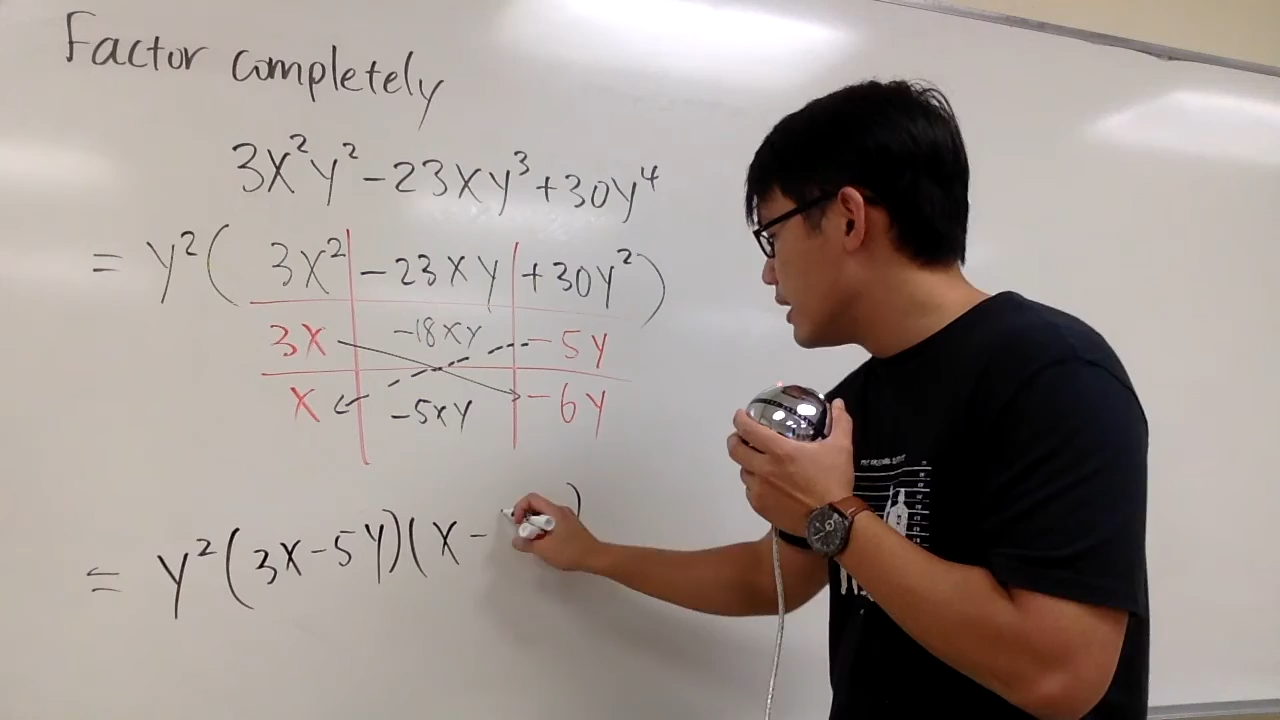 Factor completely
3x²y² - 23xy³ + 30y⁴
= y²( 3x² - 23xy + 30y² )
3x -18xy -5y
x -5xy -6y
= y²(3x-5y)(x- )